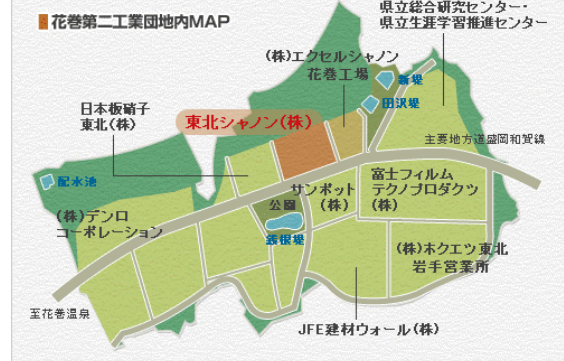 花巻第二工業団地内MAP
県立総合研究センター・
県立生涯学習推進センター
(株)エクセルシャノン
花巻工場
新堤
田沢堤
日本板硝子
東北(株)
東北シャノン(株)
主要地方道盛岡和賀線
配水池
(株)デンロ
コーポレーション
サンポット
(株)
富士フィルム
テクノプロダクツ
(株)
公園
銭根堤
(株)ホクエツ東北
岩手営業所
至花巻温泉
JFE建材ウォール(株)